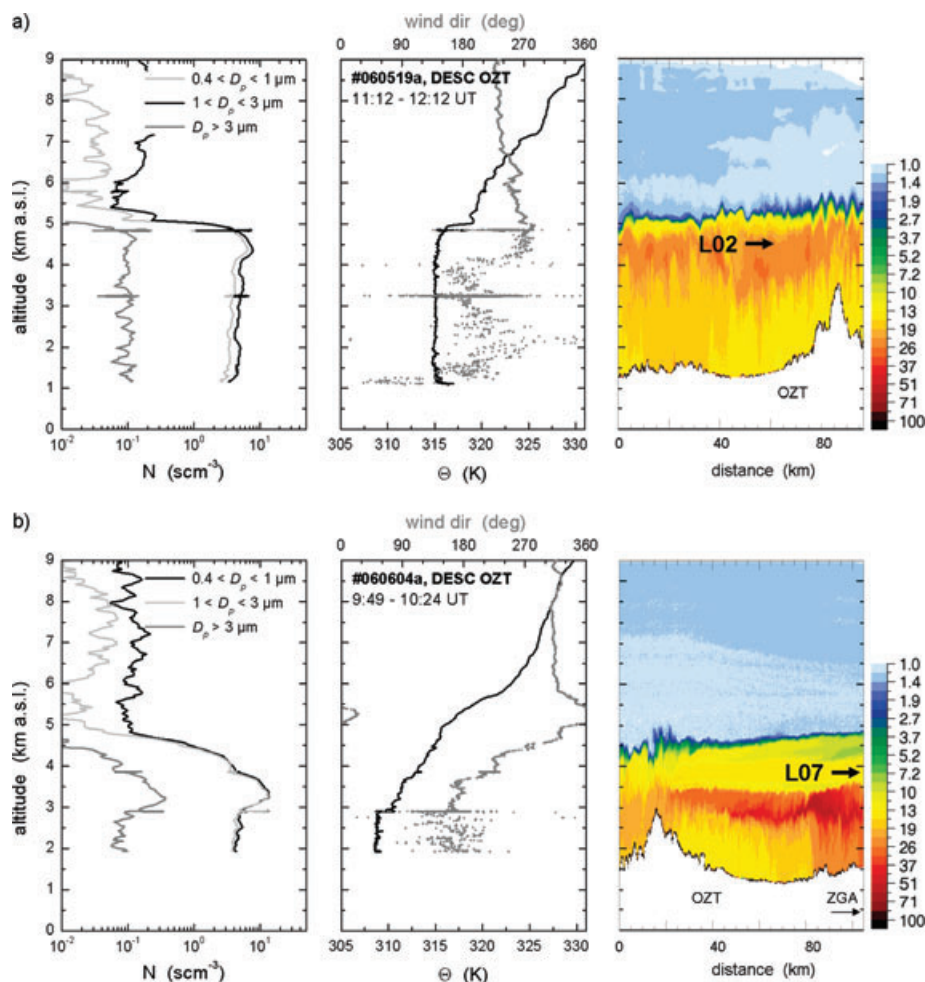 a)
wind dir (deg)
0 90 180 270 360
9
8
7
6
5
4
3
2
1
0
altitude (km a.s.l.)
0.4 < Dₚ < 1 µm
1 < Dₚ < 3 µm
Dₚ > 3 µm
10⁻² 10⁻¹ 10⁰ 10¹
N (scm⁻³)
#060519a, DESC OZT
11:12 - 12:12 UT
305 310 315 320 325 330
Θ (K)
L02
OZT
0 40 80
distance (km)
1.0
1.4
1.9
2.7
3.7
5.2
7.2
10
13
19
26
37
51
71
100
b)
wind dir (deg)
0 90 180 270 360
9
8
7
6
5
4
3
2
1
0
altitude (km a.s.l.)
0.4 < Dₚ < 1 µm
1 < Dₚ < 3 µm
Dₚ > 3 µm
10⁻² 10⁻¹ 10⁰ 10¹
N (scm⁻³)
#060604a, DESC OZT
9:49 - 10:24 UT
305 310 315 320 325 330
Θ (K)
L07
OZT
ZGA
0 40 80
distance (km)
1.0
1.4
1.9
2.7
3.7
5.2
7.2
10
13
19
26
37
51
71
100